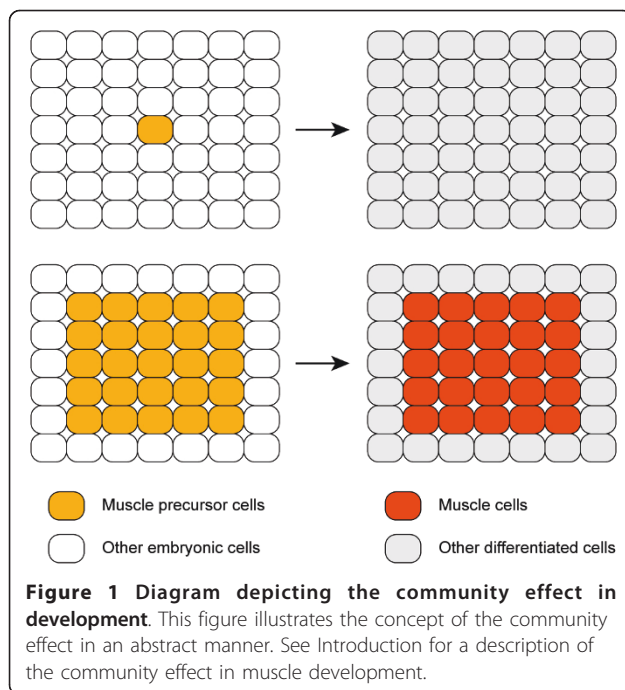 Muscle precursor cells
Muscle cells
Other embryonic cells
Other differentiated cells
Figure 1 Diagram depicting the community effect in
development. This figure illustrates the concept of the community
effect in an abstract manner. See Introduction for a description of
the community effect in muscle development.